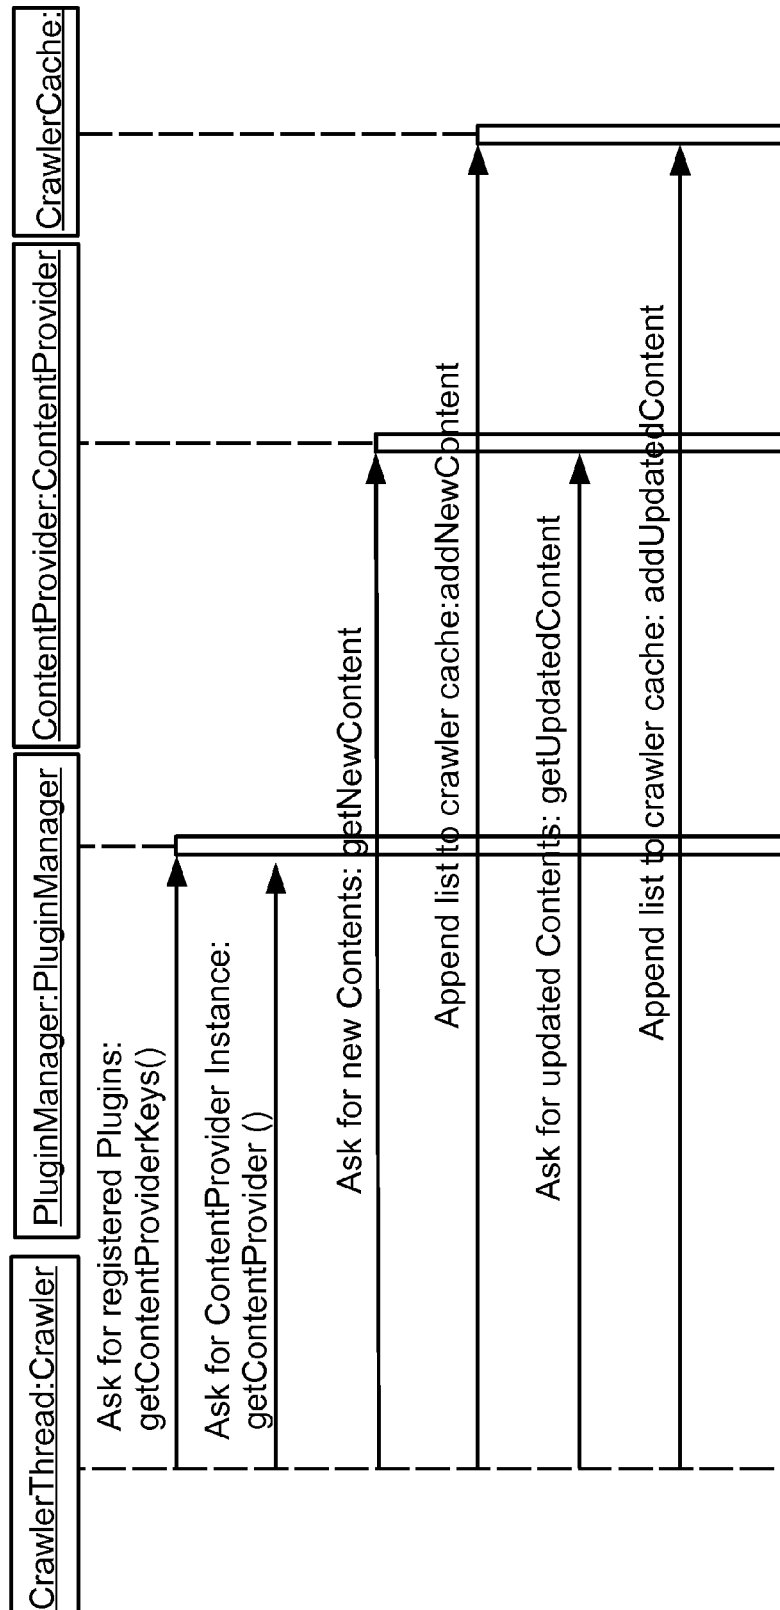 CrawlerThread:Crawler
PluginManager:PluginManager
ContentProvider:ContentProvider
CrawlerCache:
Ask for registered Plugins:
getContentProviderKeys()
Ask for ContentProvider Instance:
getContentProvider ()
Ask for new Contents: getNewContent
Append list to crawler cache:addNewContent
Ask for updated Contents: getUpdatedContent
Append list to crawler cache: addUpdatedContent